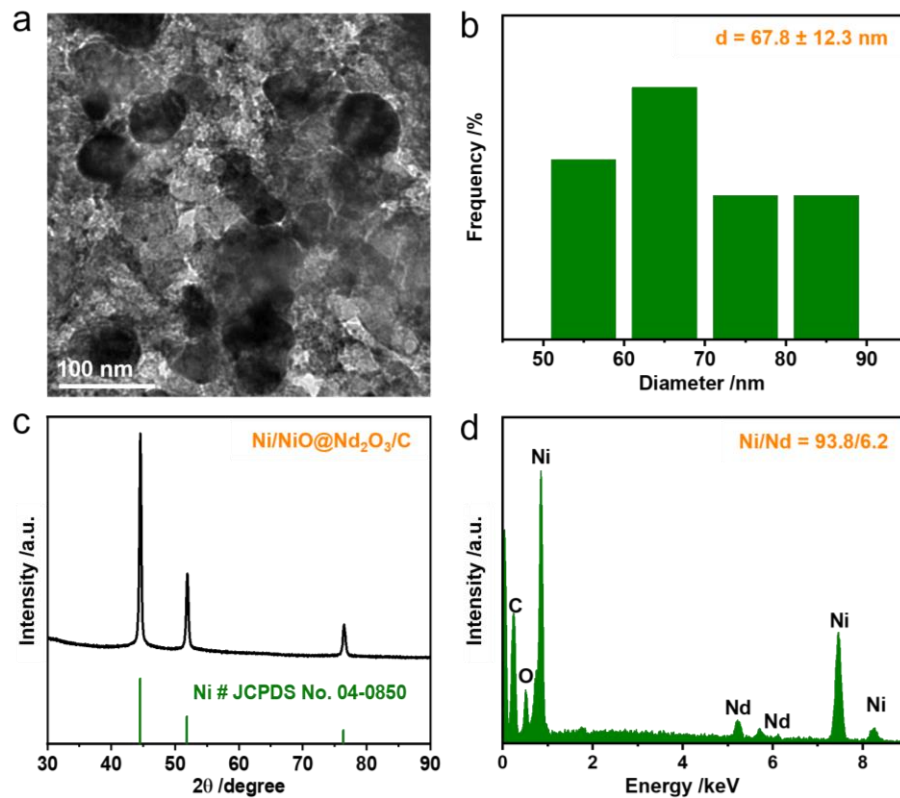 a
100 nm
b
d = 67.8 ± 12.3 nm
Frequency /%
50 60 70 80 90
Diameter /nm
c
Ni/NiO@Nd₂O₃/C
Intensity /a.u.
Ni # JCPDS No. 04-0850
30 40 50 60 70 80 90
2θ /degree
d
Ni/Nd = 93.8/6.2
Intensity /a.u.
Ni
C
O
Nd
Nd
Ni
Ni
0 2 4 6 8
Energy /keV